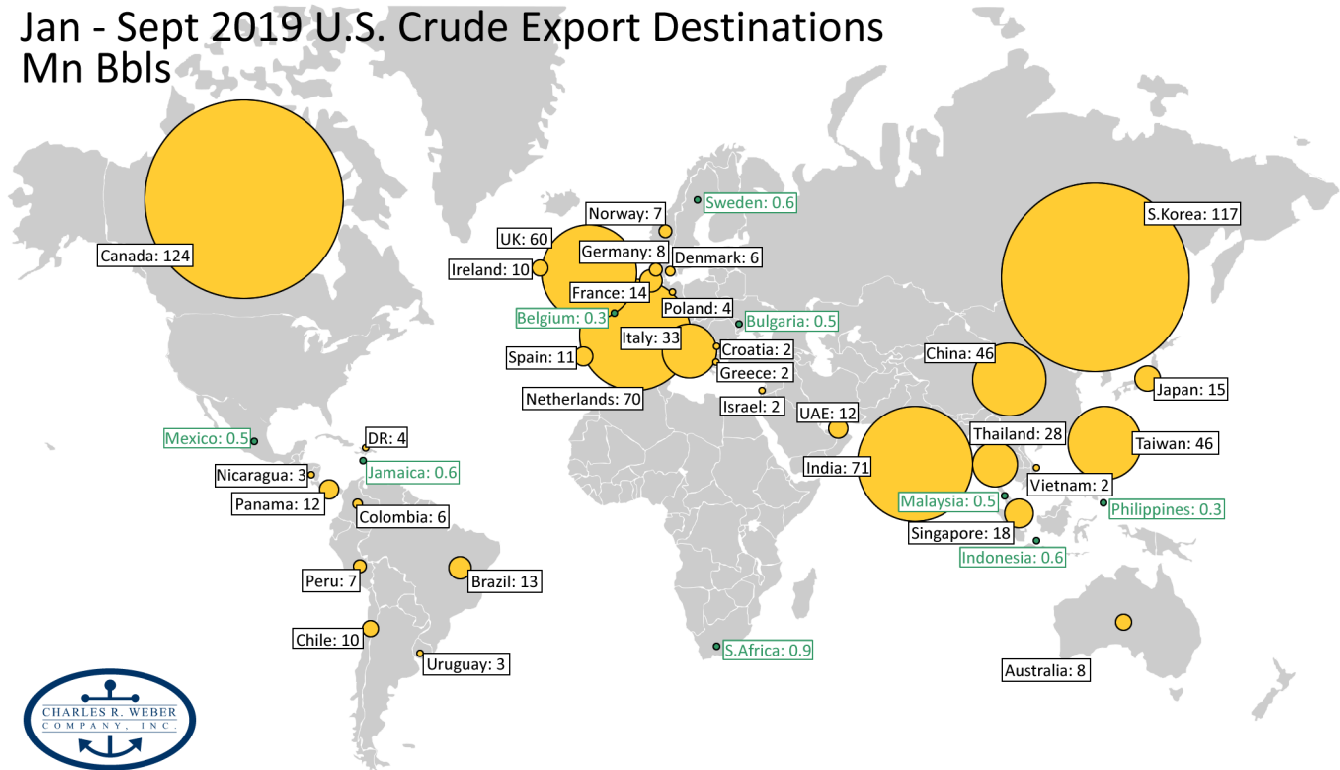 Jan - Sept 2019 U.S. Crude Export Destinations
Mn Bbls
Sweden: 0.6
Norway: 7
S.Korea: 117
UK: 60
Canada: 124
Germany: 8
Denmark: 6
Ireland: 10
France: 14
Poland: 4
Belgium: 0.3
Bulgaria: 0.5
Italy: 33
Croatia: 2
China: 46
Spain: 11
Greece: 2
Japan: 15
Netherlands: 70
Israel: 2
UAE: 12
Mexico: 0.5
DR: 4
Thailand: 28
Taiwan: 46
India: 71
Jamaica: 0.6
Nicaragua: 3
Vietnam: 2
Panama: 12
Malaysia: 0.5
Philippines: 0.3
Colombia: 6
Singapore: 18
Indonesia: 0.6
Peru: 7
Brazil: 13
Chile: 10
S.Africa: 0.9
Uruguay: 3
Australia: 8
CHARLES R. WEBER
COMPANY, INC.